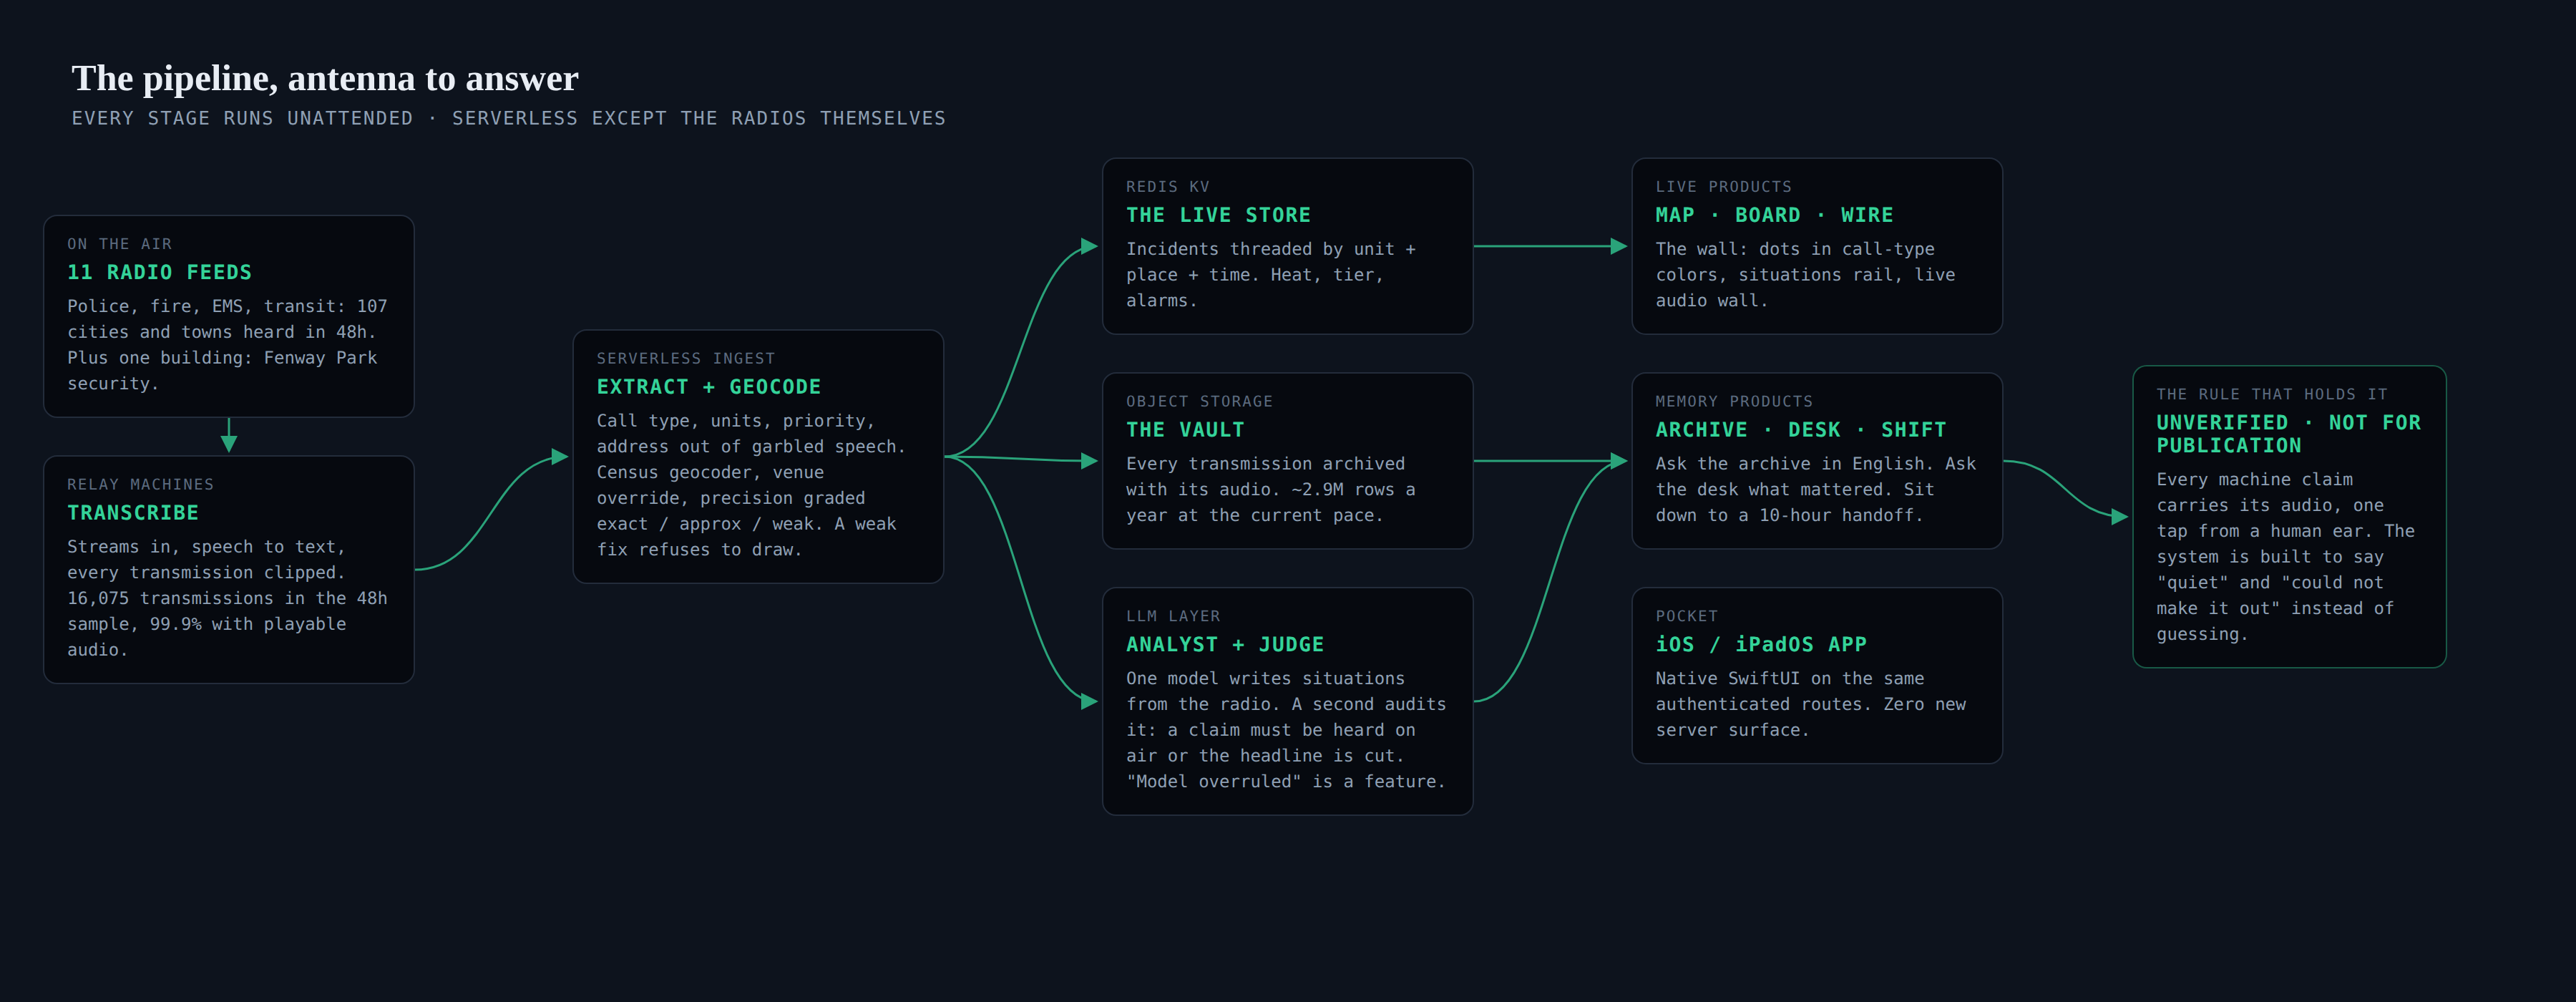 The pipeline, antenna to answer
EVERY STAGE RUNS UNATTENDED · SERVERLESS EXCEPT THE RADIOS THEMSELVES
ON THE AIR
11 RADIO FEEDS
Police, fire, EMS, transit: 107
cities and towns heard in 48h.
Plus one building: Fenway Park
security.
RELAY MACHINES
TRANSCRIBE
Streams in, speech to text,
every transmission clipped.
16,075 transmissions in the 48h
sample, 99.9% with playable
audio.
SERVERLESS INGEST
EXTRACT + GEOCODE
Call type, units, priority,
address out of garbled speech.
Census geocoder, venue
override, precision graded
exact / approx / weak. A weak
fix refuses to draw.
REDIS KV
THE LIVE STORE
Incidents threaded by unit +
place + time. Heat, tier,
alarms.
OBJECT STORAGE
THE VAULT
Every transmission archived
with its audio. ~2.9M rows a
year at the current pace.
LLM LAYER
ANALYST + JUDGE
One model writes situations
from the radio. A second audits
it: a claim must be heard on
air or the headline is cut.
"Model overruled" is a feature.
LIVE PRODUCTS
MAP · BOARD · WIRE
The wall: dots in call-type
colors, situations rail, live
audio wall.
MEMORY PRODUCTS
ARCHIVE · DESK · SHIFT
Ask the archive in English. Ask
the desk what mattered. Sit
down to a 10-hour handoff.
POCKET
iOS / iPadOS APP
Native SwiftUI on the same
authenticated routes. Zero new
server surface.
THE RULE THAT HOLDS IT
UNVERIFIED · NOT FOR
PUBLICATION
Every machine claim
carries its audio, one
tap from a human ear. The
system is built to say
"quiet" and "could not
make it out" instead of
guessing.